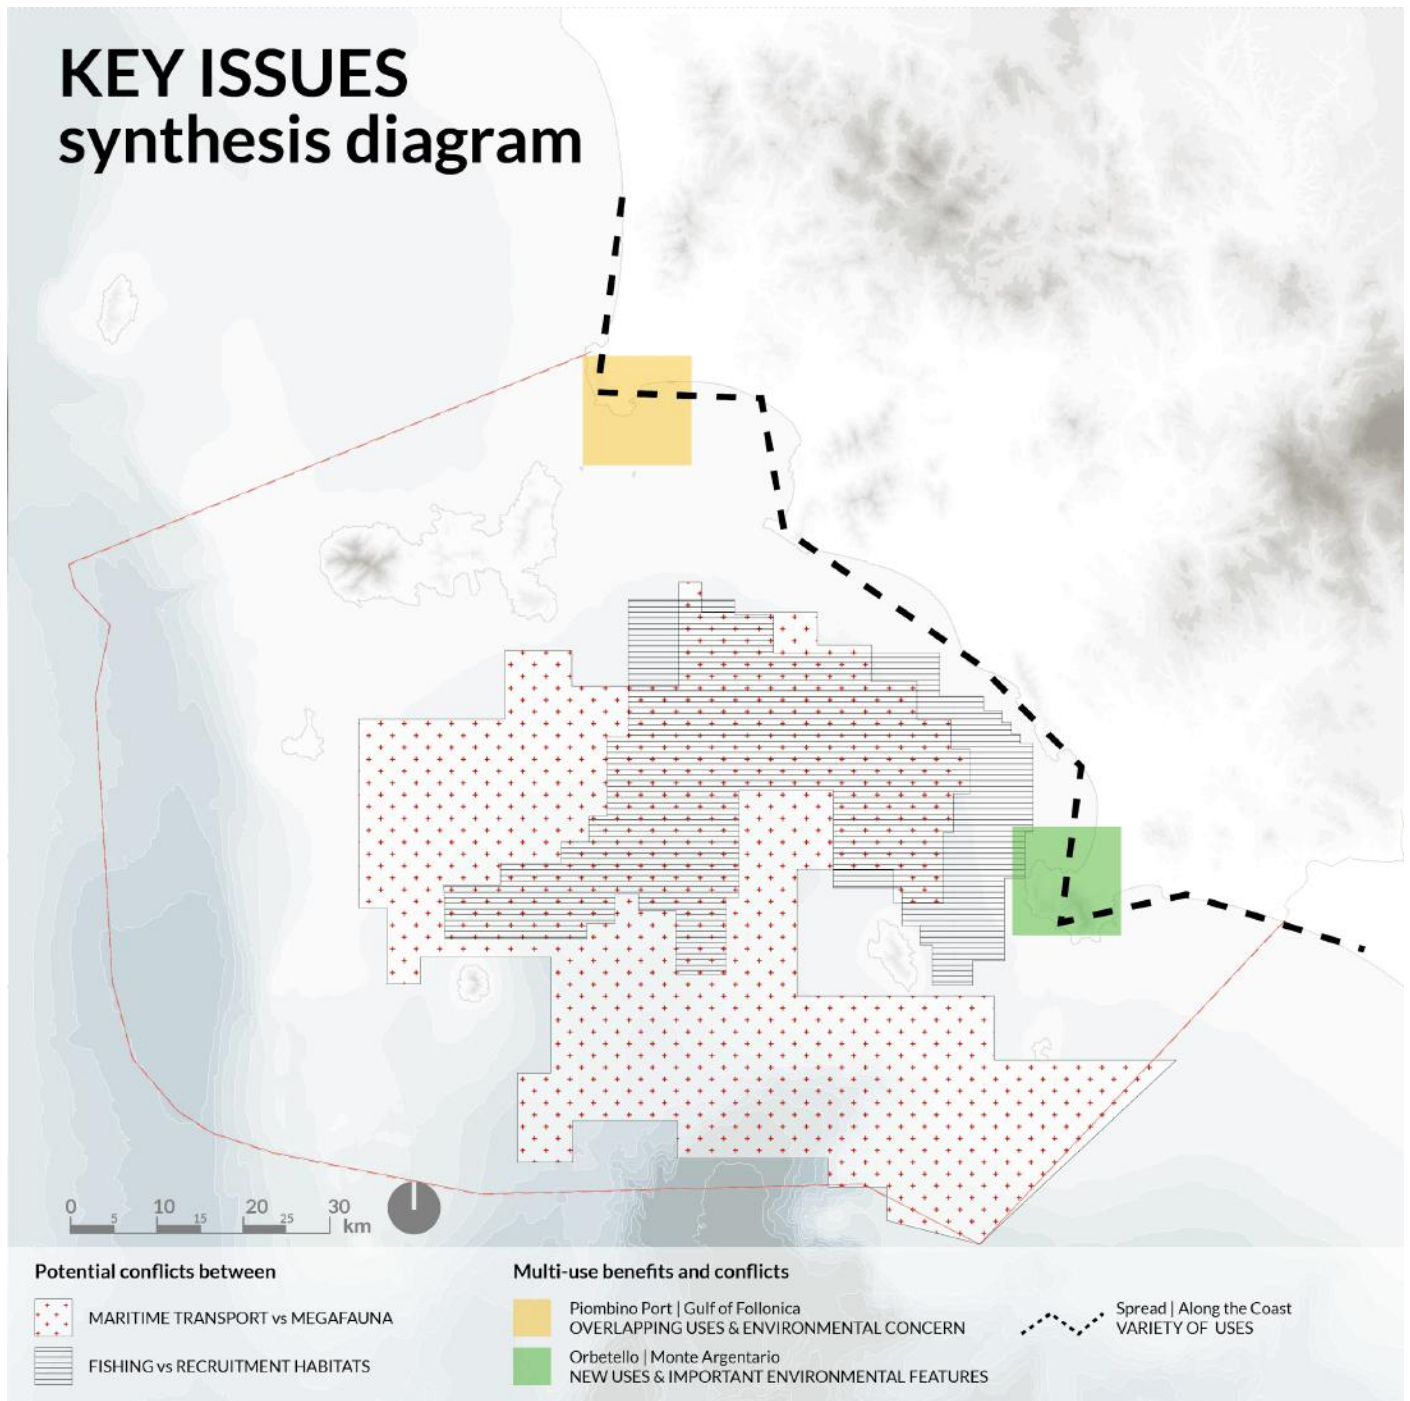 KEY ISSUES
synthesis diagram
0 10 20 30
5 15 25 km
Potential conflicts between
MARITIME TRANSPORT vs MEGAFAUNA
FISHING vs RECRUITMENT HABITATS
Multi-use benefits and conflicts
Piombino Port | Gulf of Follonica
OVERLAPPING USES & ENVIRONMENTAL CONCERN
Orbetello | Monte Argentario
NEW USES & IMPORTANT ENVIRONMENTAL FEATURES
Spread | Along the Coast
VARIETY OF USES